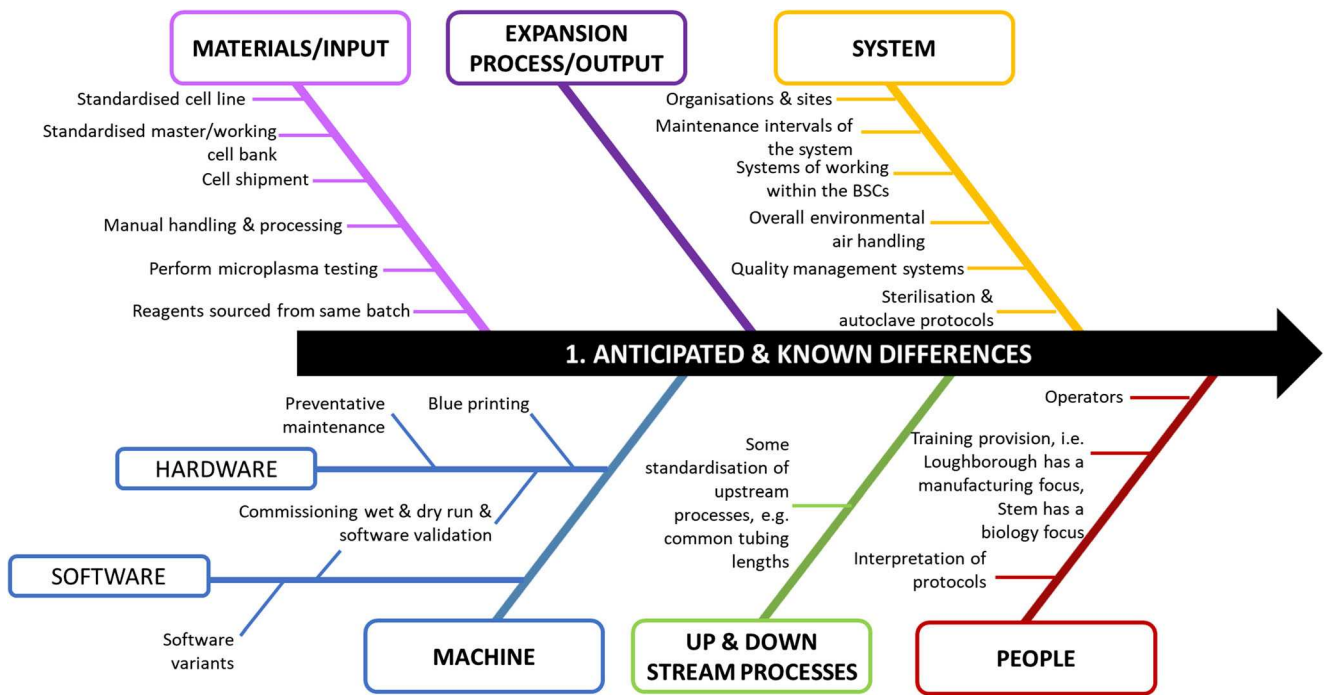 MATERIALS/INPUT
EXPANSION
PROCESS/OUTPUT
SYSTEM
Standardised cell line
Standardised master/working
cell bank
Cell shipment
Manual handling & processing
Perform microplasma testing
Reagents sourced from same batch
Organisations & sites
Maintenance intervals of
the system
Systems of working
within the BSCs
Overall environmental
air handling
Quality management systems
Sterilisation &
autoclave protocols
1. ANTICIPATED & KNOWN DIFFERENCES
Preventative
maintenance
Blue printing
HARDWARE
Commissioning wet & dry run &
software validation
SOFTWARE
Software
variants
MACHINE
Some
standardisation of
upstream
processes, e.g.
common tubing
lengths
UP & DOWN
STREAM PROCESSES
Operators
Training provision, i.e.
Loughborough has a
manufacturing focus,
Stem has a
biology focus
Interpretation of
protocols
PEOPLE